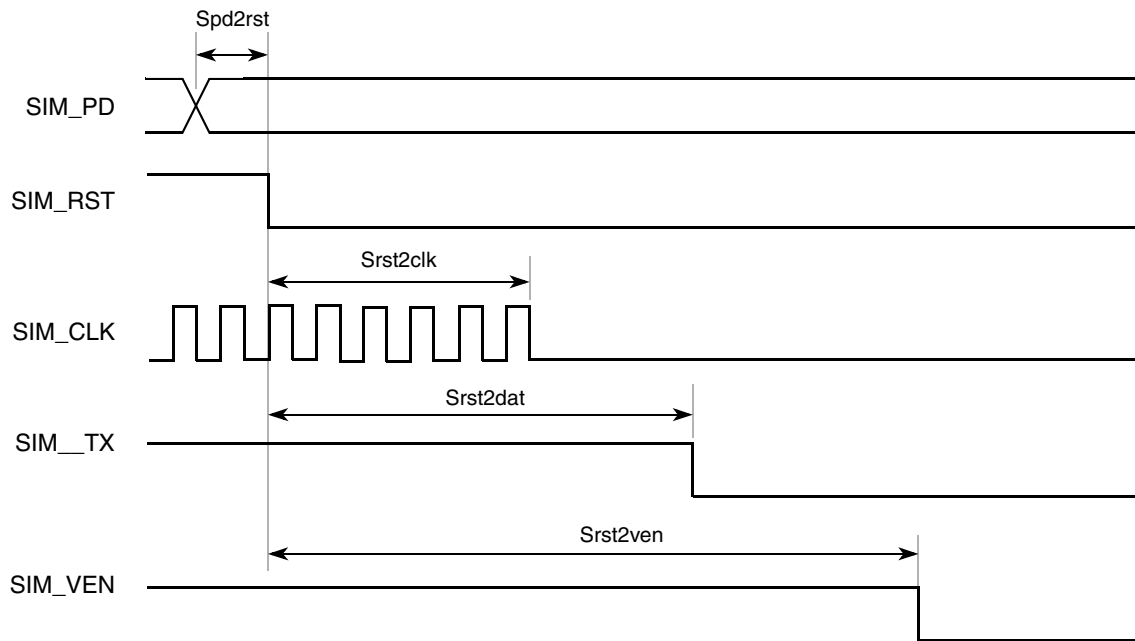 Spd2rst
SIM_PD
SIM_RST
Srst2clk
SIM_CLK
Srst2dat
SIM__TX
Srst2ven
SIM_VEN